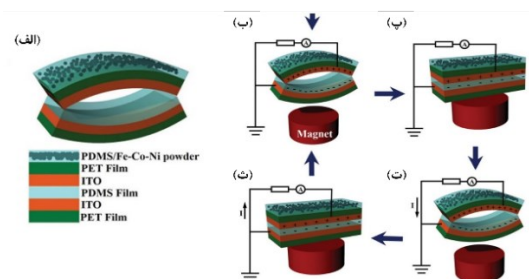 (الف)
PDMS/Fe-Co-Ni powder
PET Film
ITO
PDMS Film
ITO
PET Film
(ب)
A
Magnet
(پ)
A
(ث)
A
I
(ت)
A
I